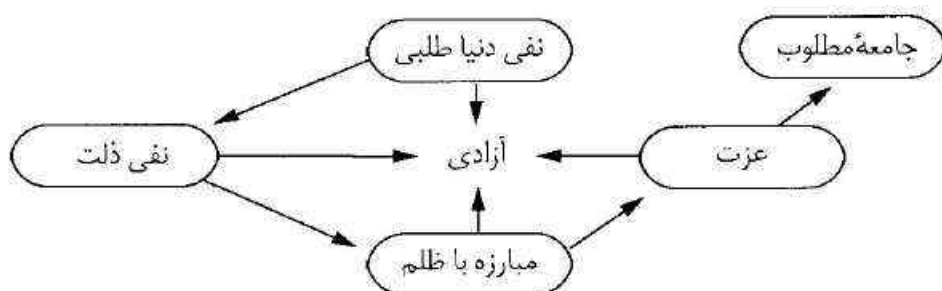 نفی دنیا طلبی
جامعهٔ مطلوب
عزت
آزادی
نفی ذلت
مبارزه با ظلم